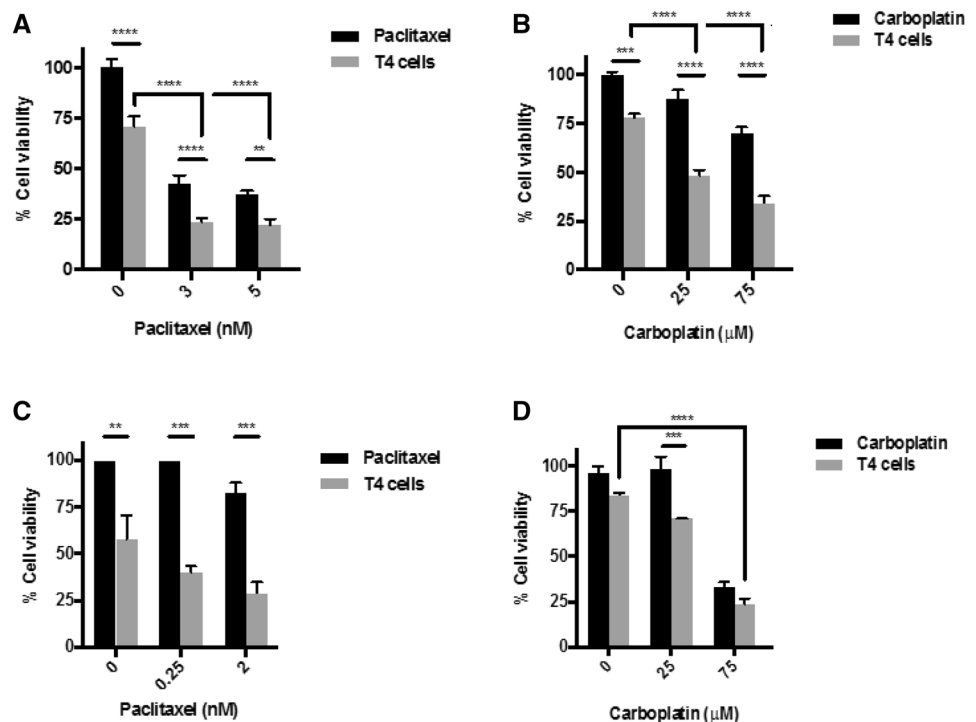 A
****
****
****
****
**
Paclitaxel
T4 cells
% Cell viability
100
75
50
25
0
0
3
5
Paclitaxel (nM)
B
****
****
***
****
****
Carboplatin
T4 cells
% Cell viability
100
75
50
25
0
0
25
75
Carboplatin (μM)
C
**
***
***
Paclitaxel
T4 cells
% Cell viability
100
75
50
25
0
0
0.25
2
Paclitaxel (nM)
D
****
***
Carboplatin
T4 cells
% Cell viability
100
75
50
25
0
0
25
75
Carboplatin (μM)